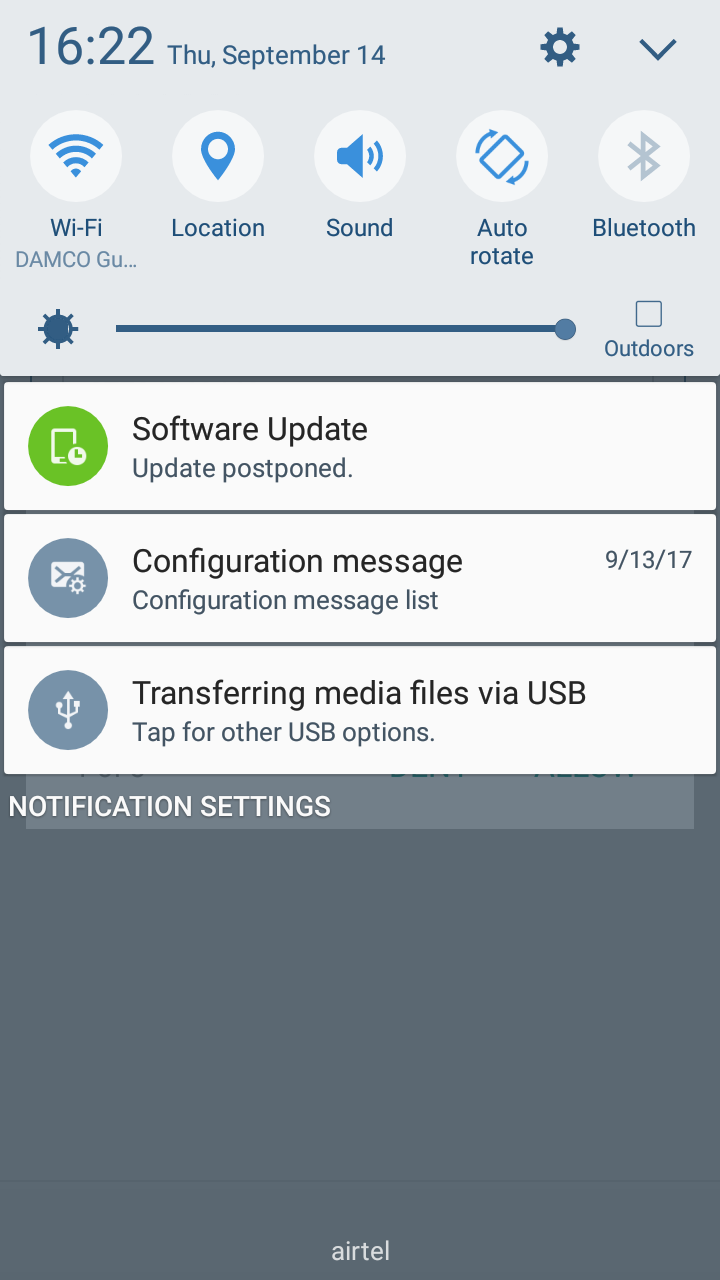 16:22 Thu, September 14
Wi-Fi
DAMCO Gu...
Location
Sound
Auto
rotate
Bluetooth
Outdoors
Software Update
Update postponed.
Configuration message 9/13/17
Configuration message list
Transferring media files via USB
Tap for other USB options.
NOTIFICATION SETTINGS
airtel